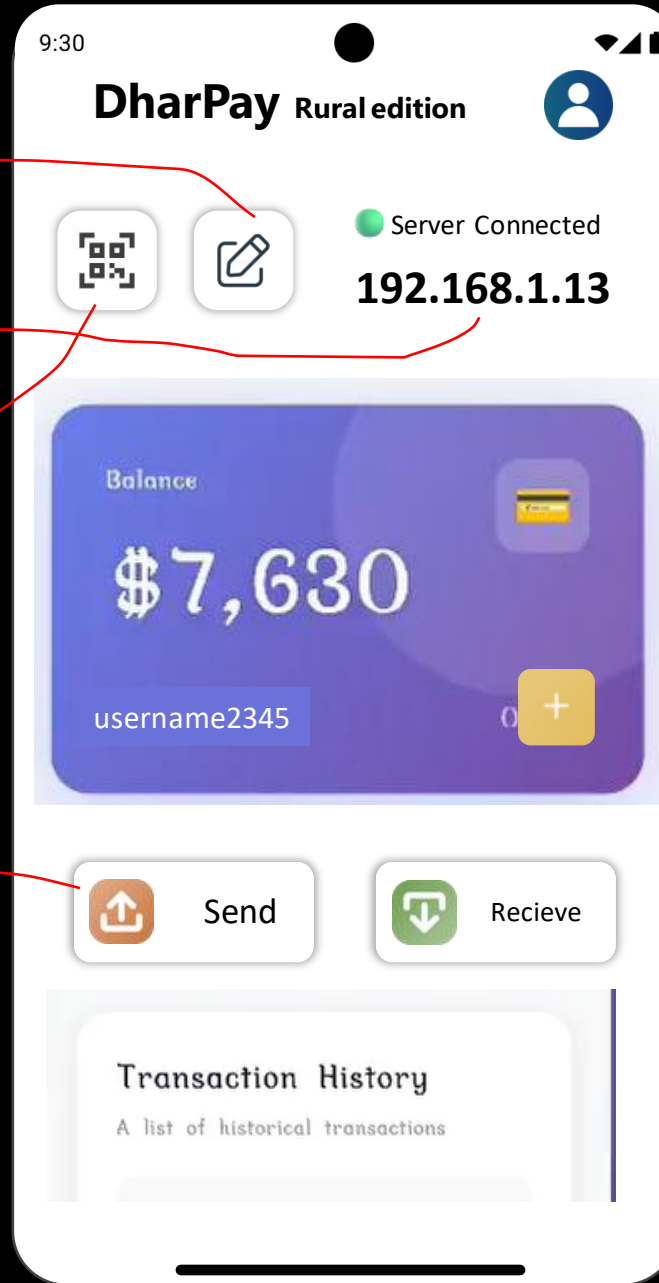 9:30
DharPay Rural edition
Server Connected
192.168.1.13
Balance
$7,630
username2345
+
Send
Recieve
Transaction History
A list of historical transactions